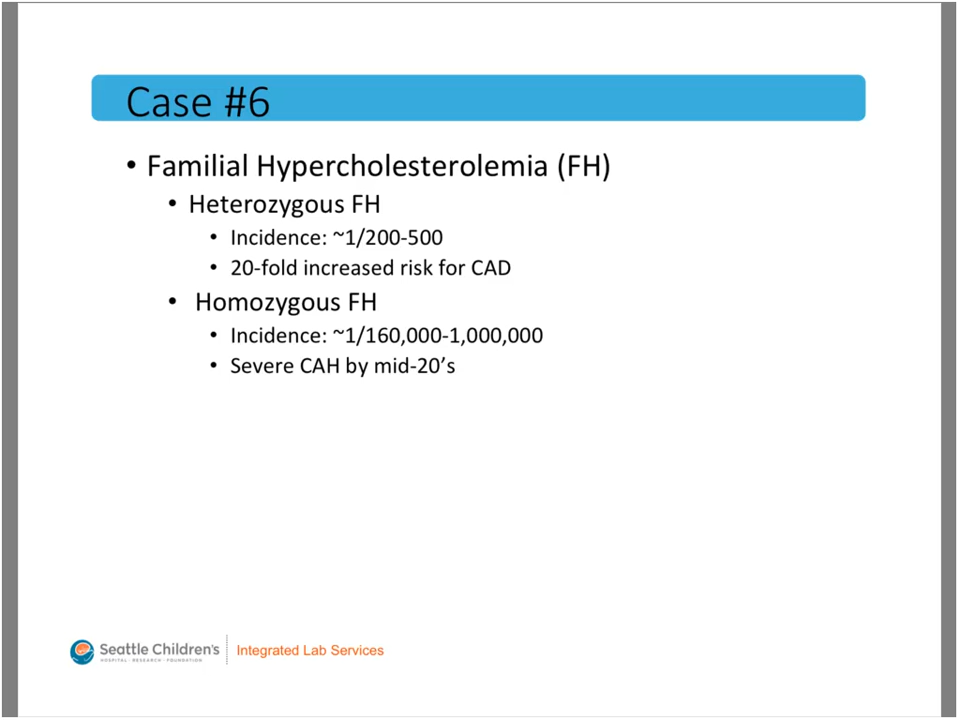 Case #6
• Familial Hypercholesterolemia (FH)
• Heterozygous FH
• Incidence: ~1/200-500
• 20-fold increased risk for CAD
• Homozygous FH
• Incidence: ~1/160,000-1,000,000
• Severe CAH by mid-20's
Seattle Children's
HOSPITAL • RESEARCH • FOUNDATION
Integrated Lab Services